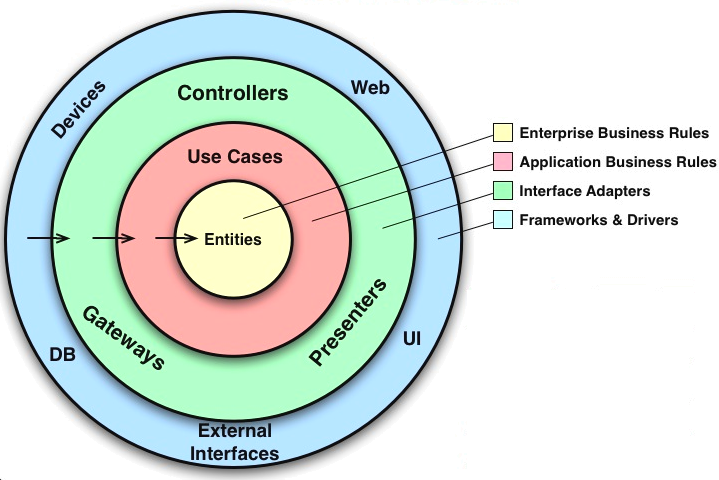 Devices
Web
Controllers
Use Cases
Entities
Gateways
Presenters
DB
UI
External
Interfaces
Enterprise Business Rules
Application Business Rules
Interface Adapters
Frameworks & Drivers